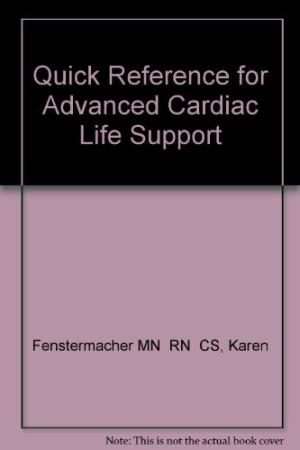 Quick Reference for
Advanced Cardiac
Life Support
Fenstermacher MN  RN  CS, Karen
Note: This is not the actual book cover